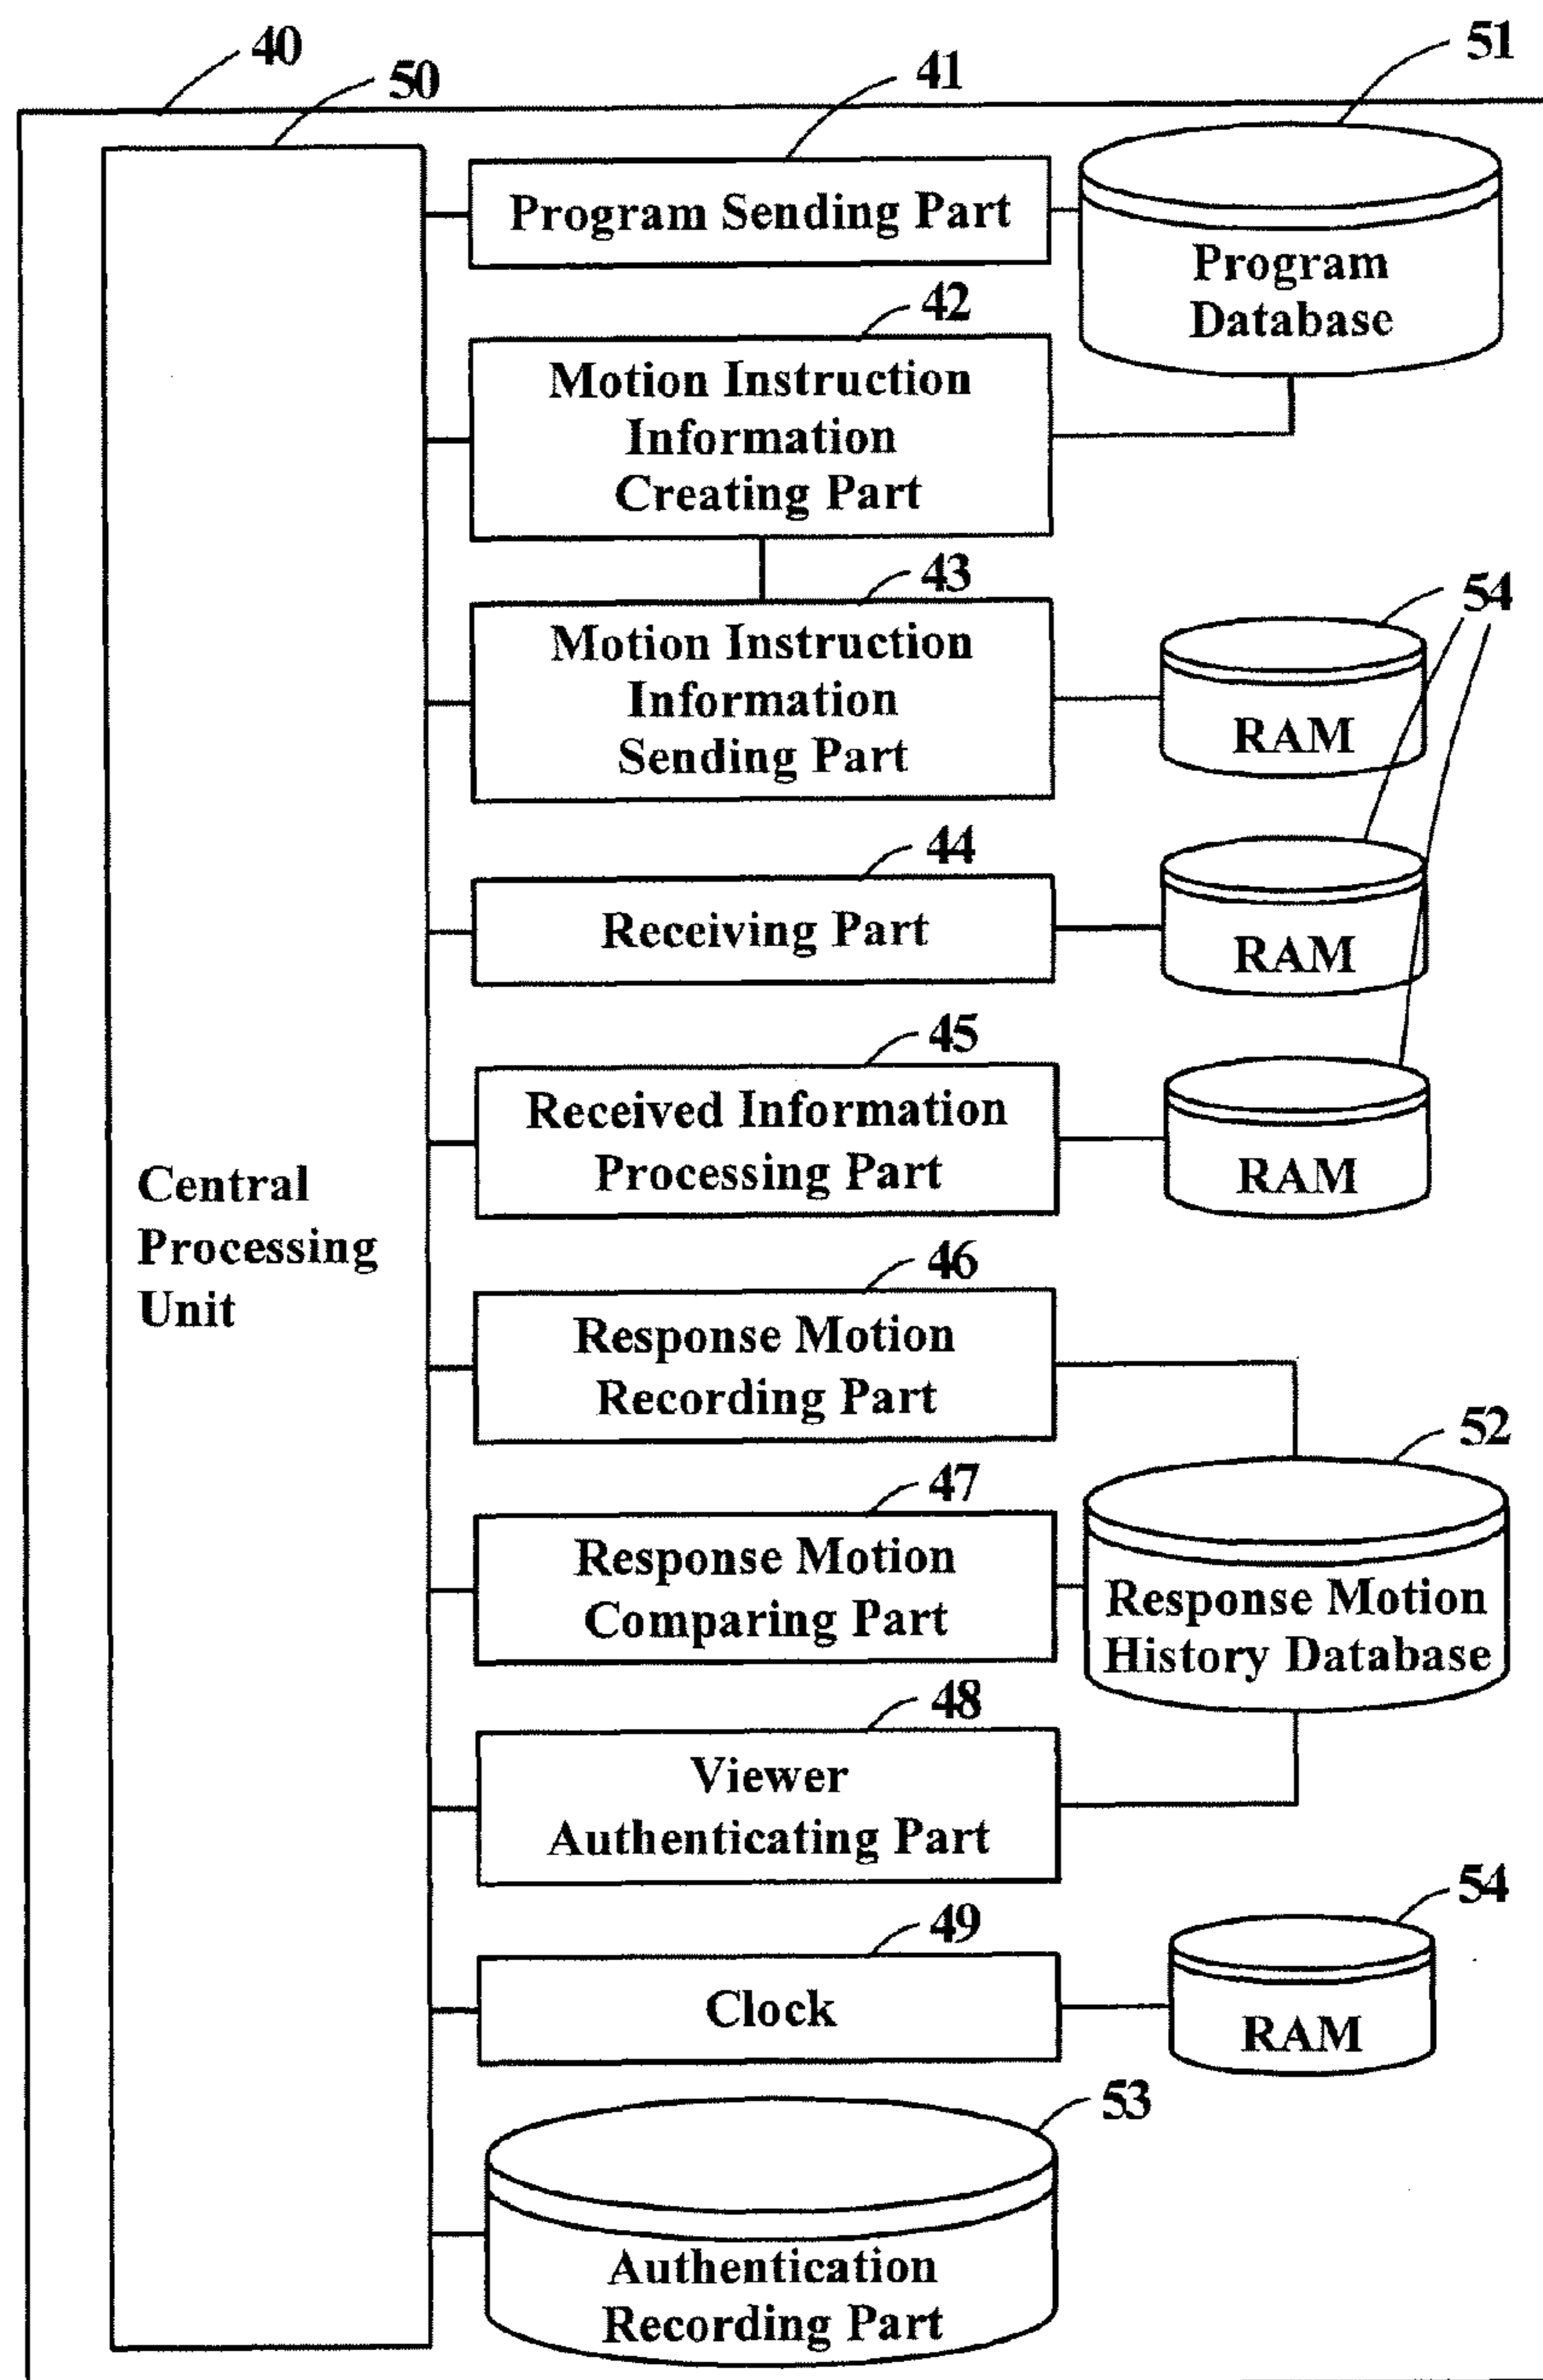 40
50
41
51
Program Sending Part
Program
Database
42
Motion Instruction
Information
Creating Part
43
54
Motion Instruction
Information
Sending Part
RAM
44
Receiving Part
RAM
45
Received Information
Processing Part
RAM
Central
Processing
Unit
46
Response Motion
Recording Part
52
47
Response Motion
Comparing Part
Response Motion
History Database
48
Viewer
Authenticating Part
54
49
Clock
RAM
53
Authentication
Recording Part